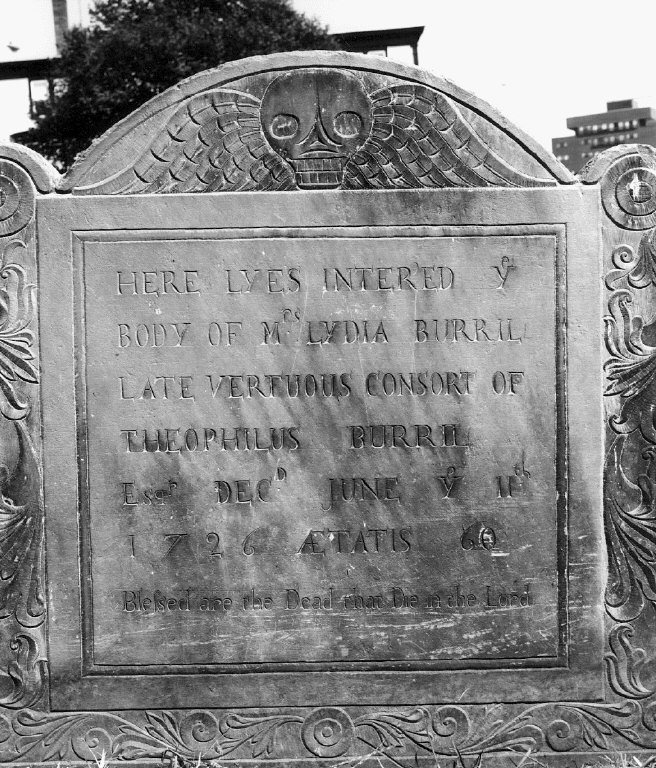 HERE LYES INTERED yᵉ
BODY OF Mʳˢ LYDIA BURRIL
LATE VERTUOUS CONSORT OF
THEOPHILUS BURRIL
Esqʳ DECᴰ JUNE yᵉ 11ᵗʰ
1726 ÆTATIS 60
Bleſsed are the Dead that Die in the Lord